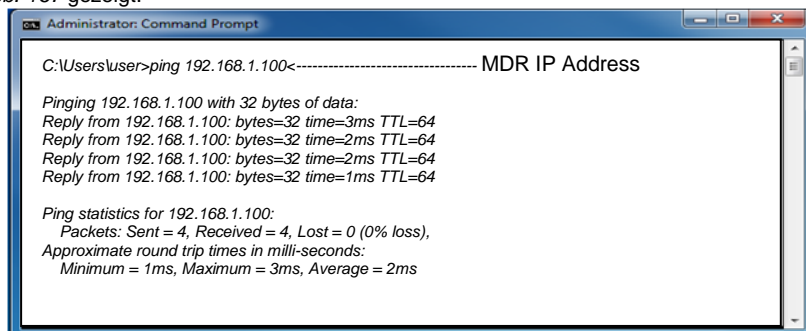 gezeigt.
Administrator: Command Prompt
C:\Users\user>ping 192.168.1.100<--------------------------------- MDR IP Address
Pinging 192.168.1.100 with 32 bytes of data:
Reply from 192.168.1.100: bytes=32 time=3ms TTL=64
Reply from 192.168.1.100: bytes=32 time=2ms TTL=64
Reply from 192.168.1.100: bytes=32 time=2ms TTL=64
Reply from 192.168.1.100: bytes=32 time=1ms TTL=64
Ping statistics for 192.168.1.100:
Packets: Sent = 4, Received = 4, Lost = 0 (0% loss),
Approximate round trip times in milli-seconds:
Minimum = 1ms, Maximum = 3ms, Average = 2ms